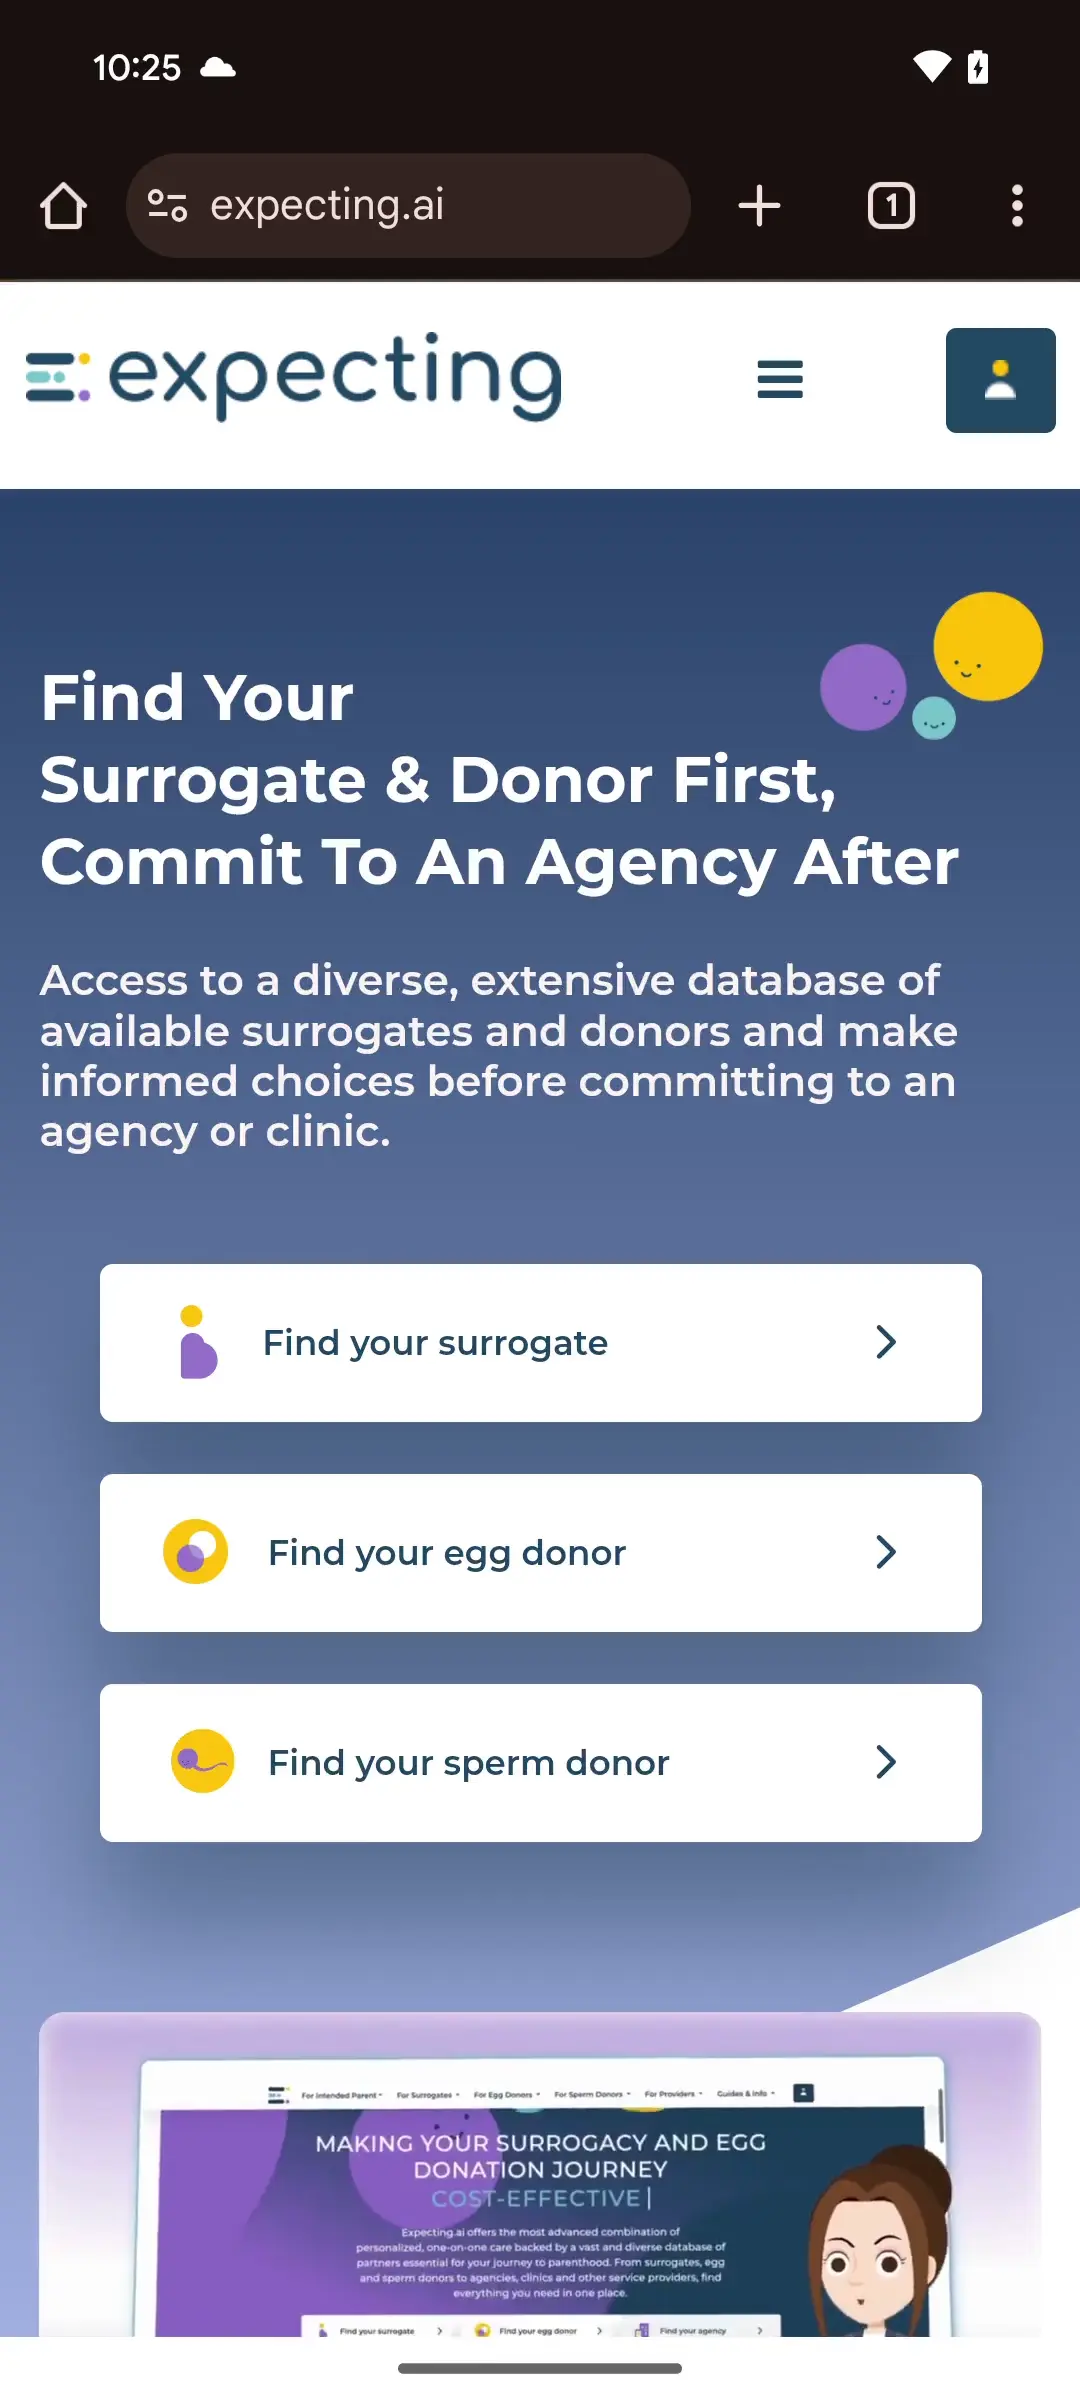 10:25
expecting.ai
1
expecting
Find Your
Surrogate & Donor First,
Commit To An Agency After
Access to a diverse, extensive database of
available surrogates and donors and make
informed choices before committing to an
agency or clinic.
Find your surrogate
Find your egg donor
Find your sperm donor
For Intended Parent
For Surrogates
For Egg Donors
For Sperm Donors
For Providers
Guides & Info
MAKING YOUR SURROGACY AND EGG
DONATION JOURNEY
COST-EFFECTIVE
Expecting.ai offers the most advanced combination of
personalized, one-on-one care backed by a vast and diverse database of
partners essential for your journey to parenthood. From surrogates, egg
and sperm donors to agencies, clinics and other service providers, find
everything you need in one place.
Find your surrogate
Find your egg donor
Find your agency